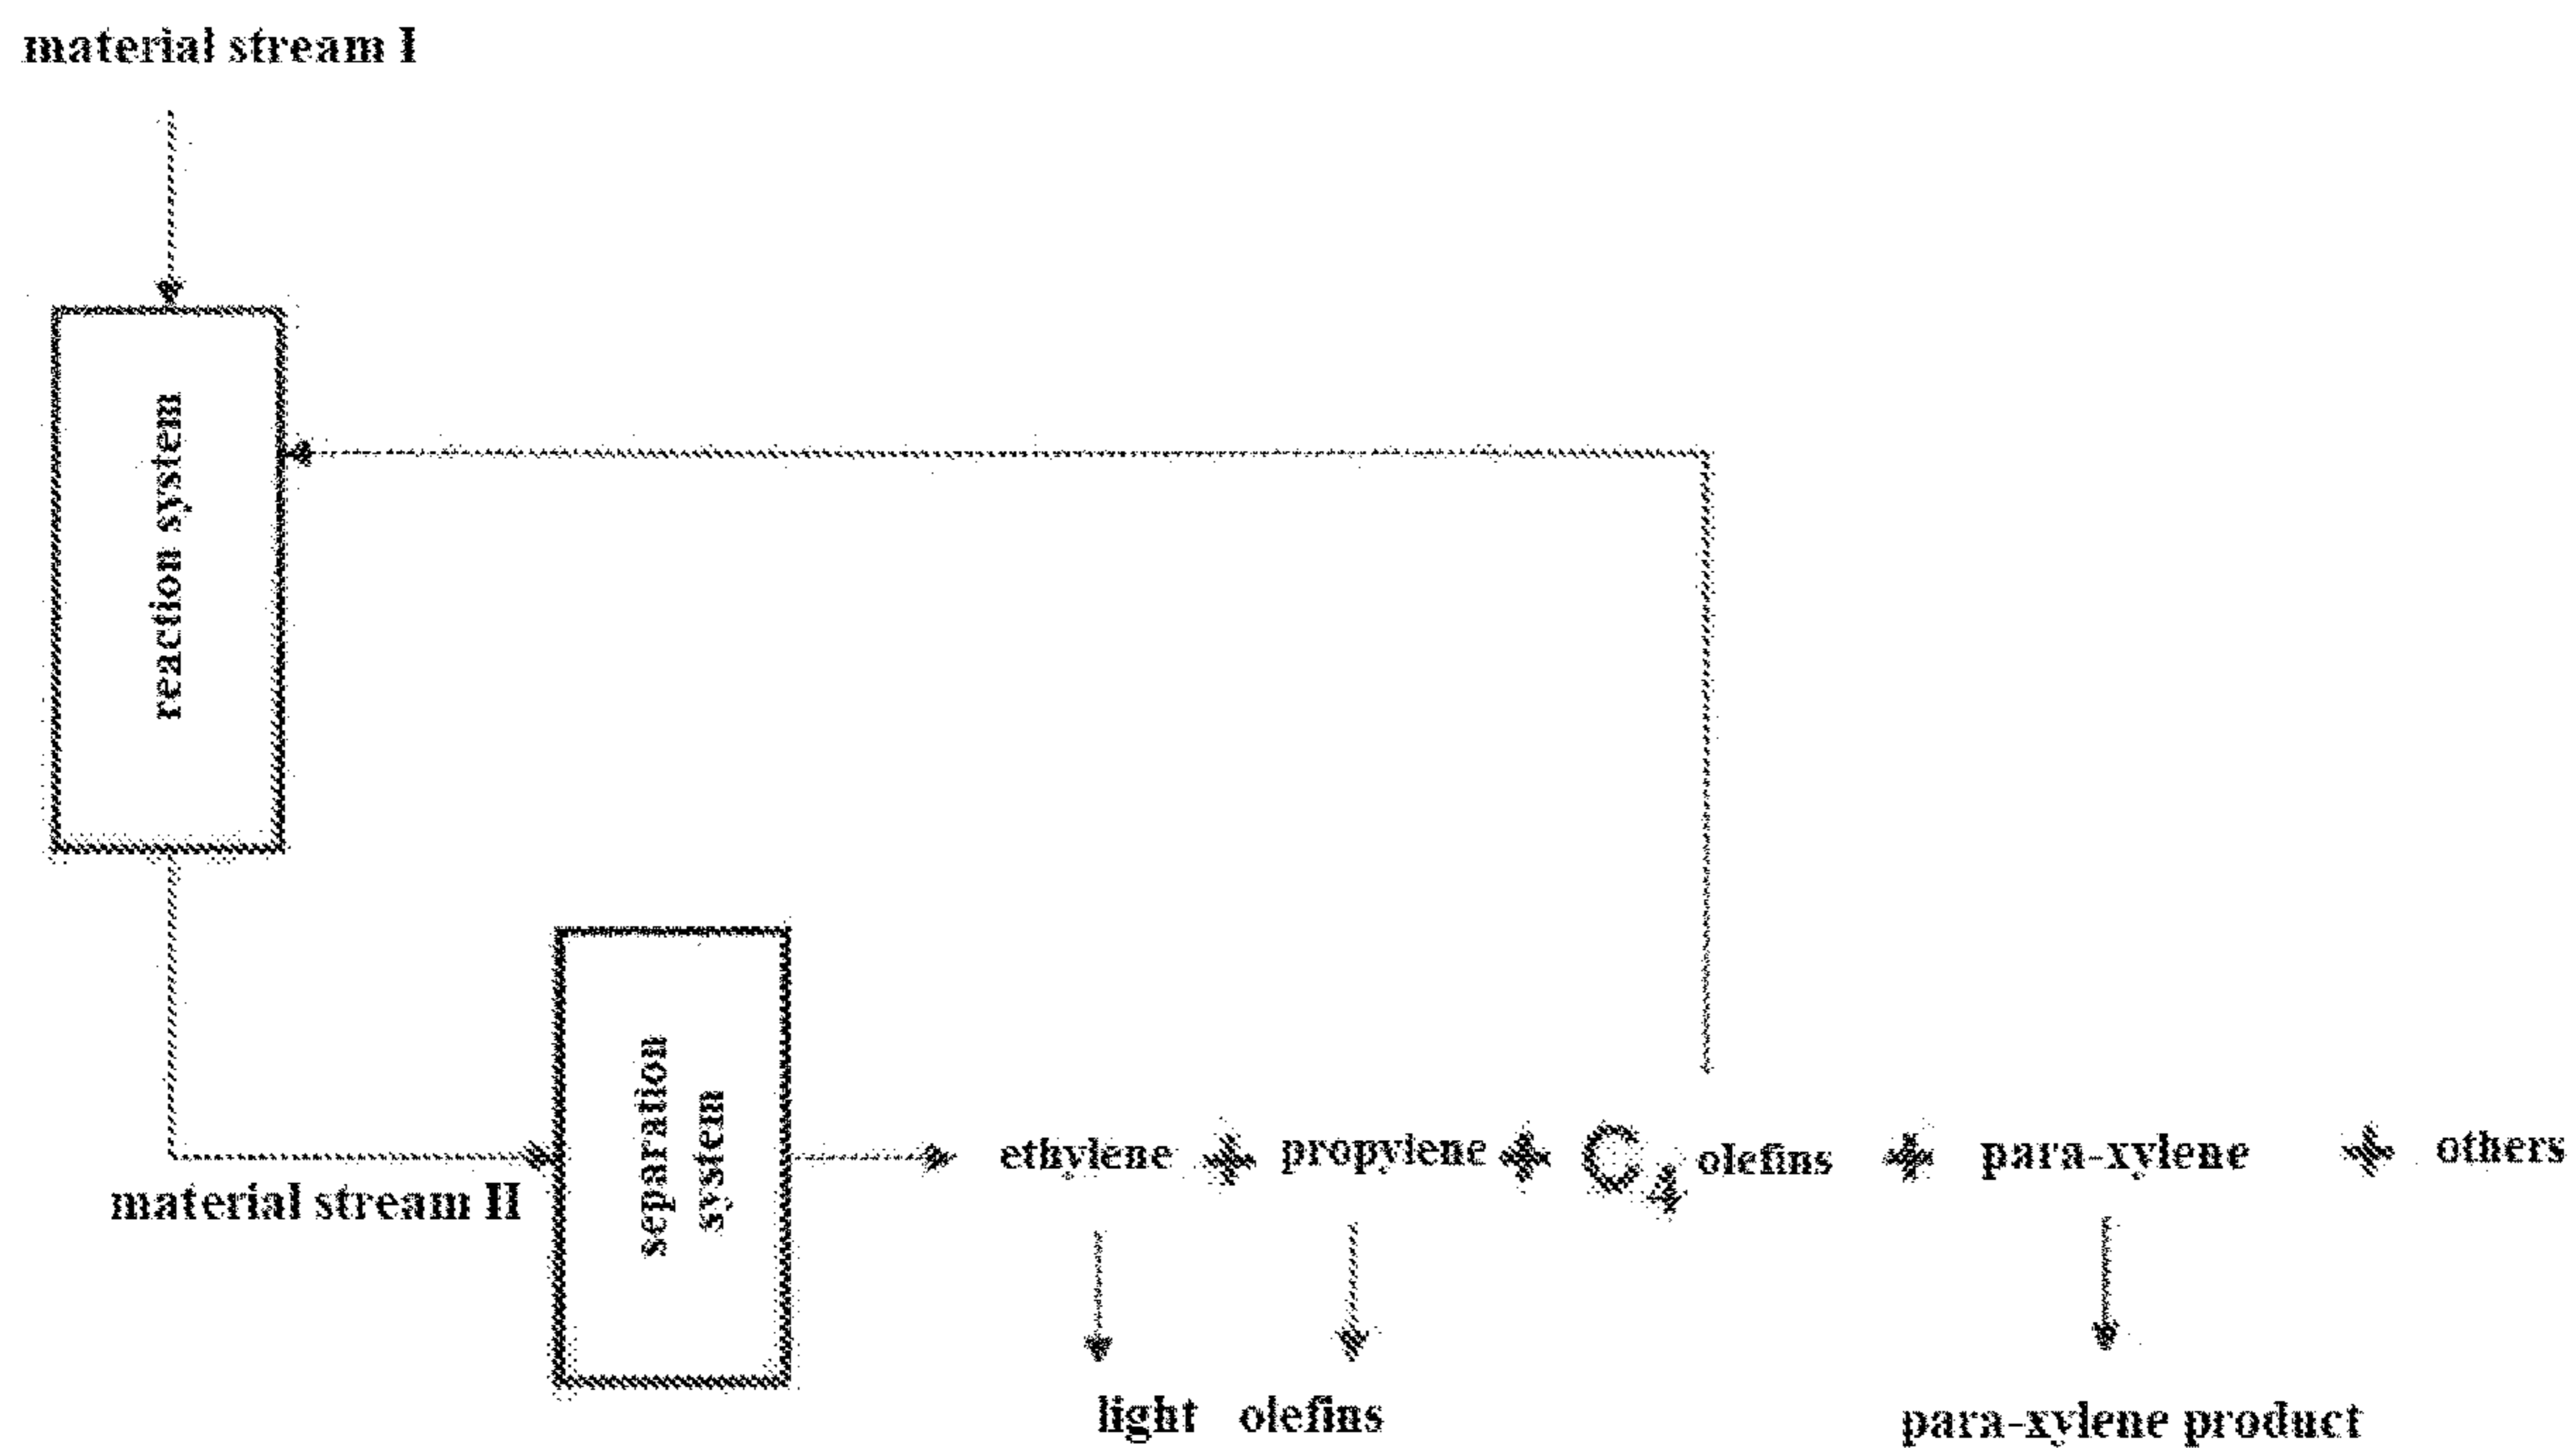 material stream I
reaction system
separation
system
material stream II
ethylene + propylene + C4 olefins + para-xylene + others
light olefins
para-xylene product